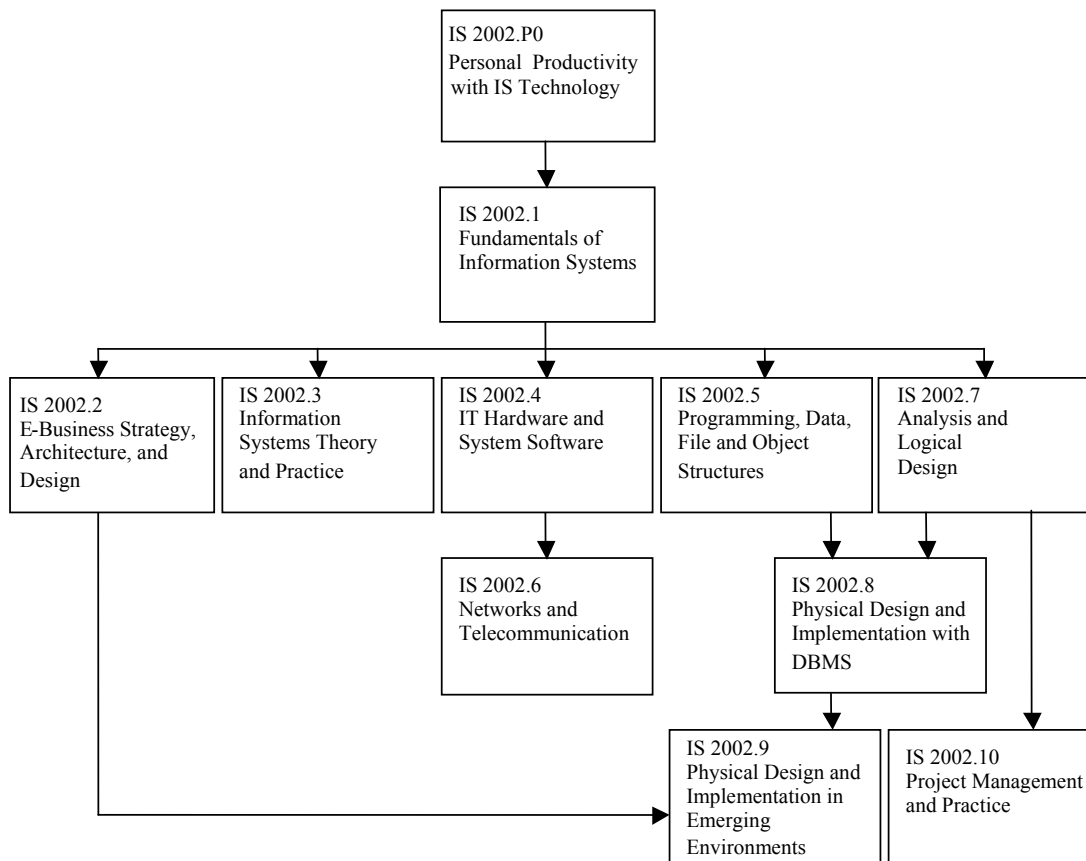 IS 2002.P0
Personal Productivity
with IS Technology
IS 2002.1
Fundamentals of
Information Systems
IS 2002.2
E-Business Strategy,
Architecture, and
Design
IS 2002.3
Information
Systems Theory
and Practice
IS 2002.4
IT Hardware and
System Software
IS 2002.5
Programming, Data,
File and Object
Structures
IS 2002.7
Analysis and
Logical
Design
IS 2002.6
Networks and
Telecommunication
IS 2002.8
Physical Design and
Implementation with
DBMS
IS 2002.9
Physical Design and
Implementation in
Emerging
Environments
IS 2002.10
Project Management
and Practice